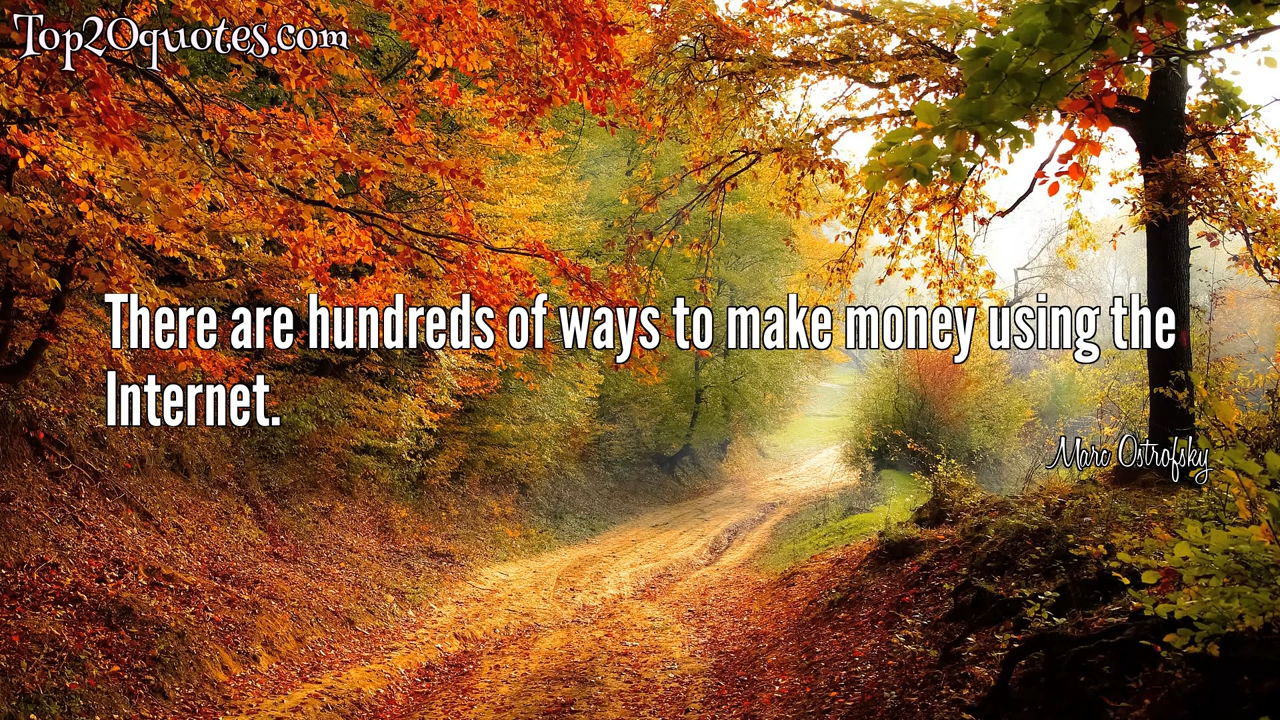 Top20quotes.com
There are hundreds of ways to make money using the
Internet.
Marc Ostrofsky